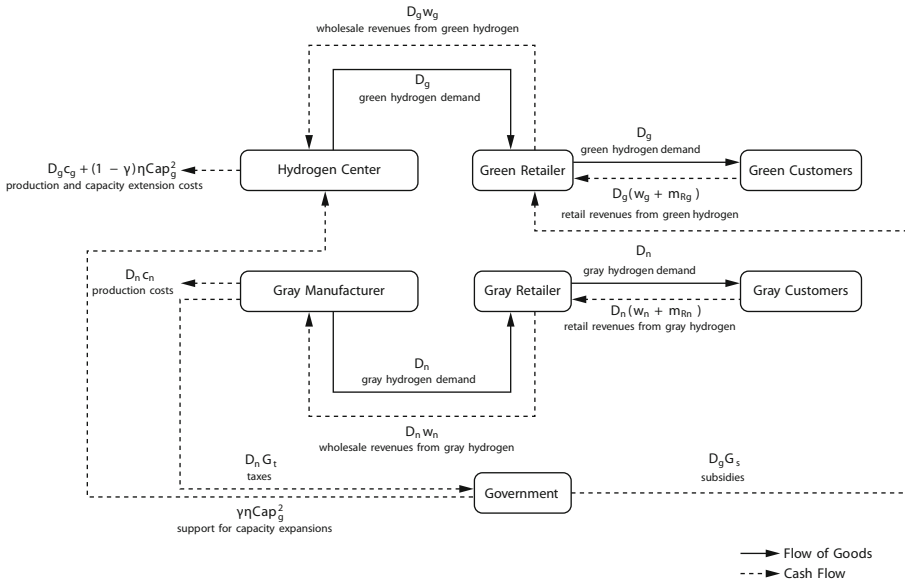 D_g w_g
wholesale revenues from green hydrogen
D_g
green hydrogen demand
D_g c_g + (1 − γ)ηCap_g^2
production and capacity extension costs
Hydrogen Center
Green Retailer
D_g
green hydrogen demand
D_g(w_g + m_Rg)
retail revenues from green hydrogen
Green Customers
D_n c_n
production costs
Gray Manufacturer
Gray Retailer
D_n
gray hydrogen demand
D_n(w_n + m_Rn)
retail revenues from gray hydrogen
Gray Customers
D_n
gray hydrogen demand
D_n w_n
wholesale revenues from gray hydrogen
D_n G_t
taxes
Government
D_g G_s
subsidies
γηCap_g^2
support for capacity expansions
Flow of Goods
Cash Flow